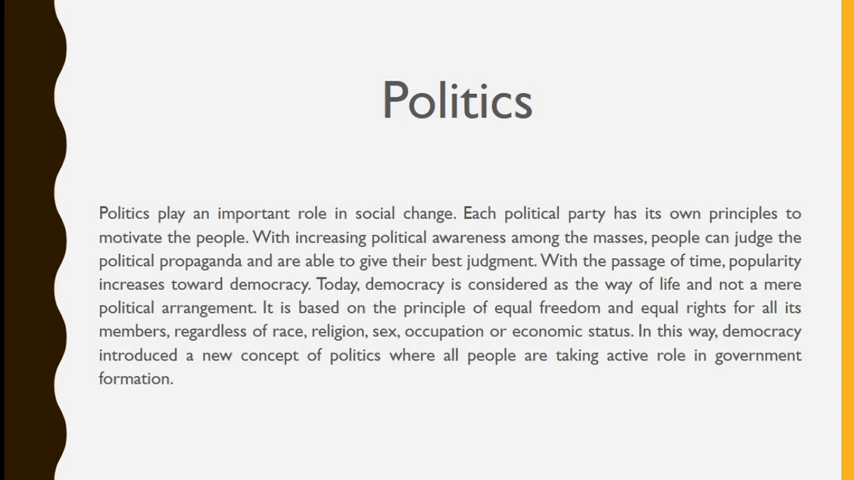 Politics
Politics play an important role in social change. Each political party has its own principles to
motivate the people. With increasing political awareness among the masses, people can judge the
political propaganda and are able to give their best judgment. With the passage of time, popularity
increases toward democracy. Today, democracy is considered as the way of life and not a mere
political arrangement. It is based on the principle of equal freedom and equal rights for all its
members, regardless of race, religion, sex, occupation or economic status. In this way, democracy
introduced a new concept of politics where all people are taking active role in government
formation.